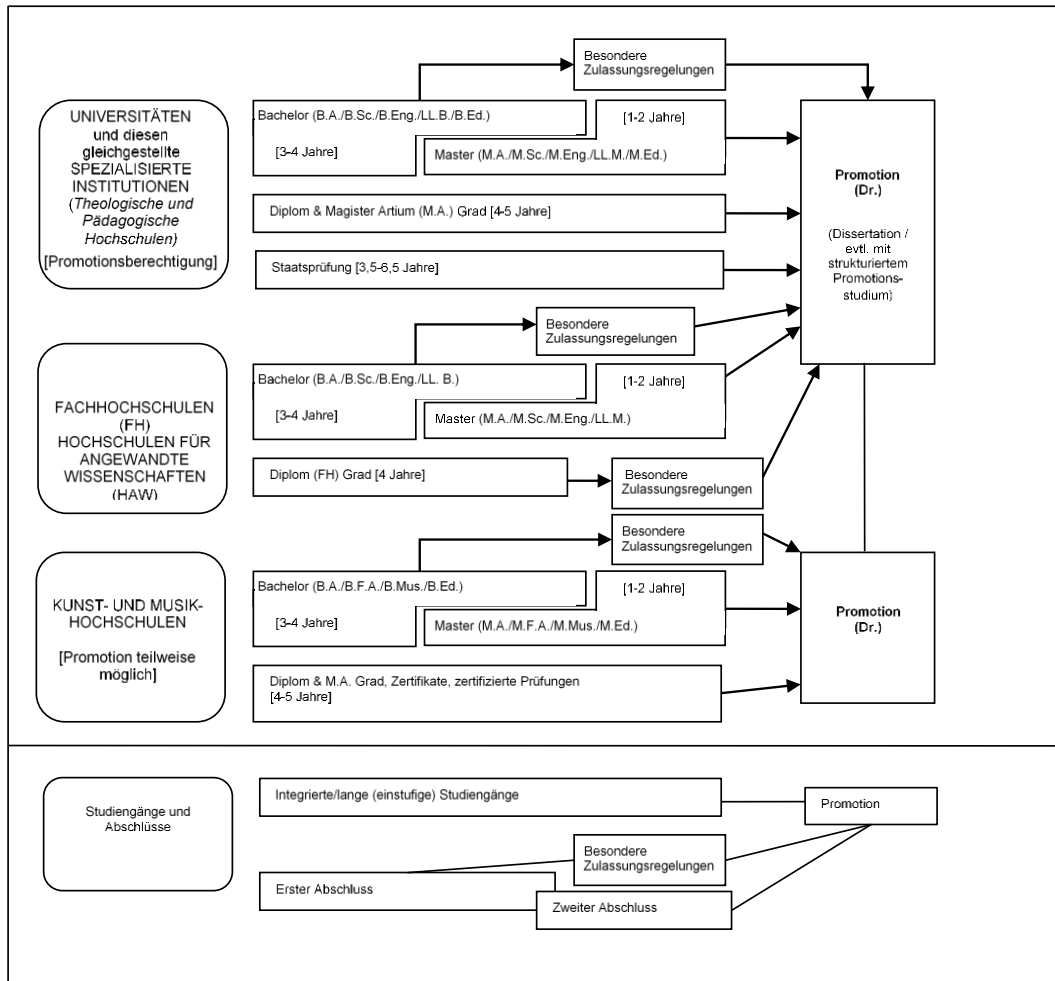 Besondere
Zulassungsregelungen
UNIVERSITÄTEN
und diesen
gleichgestellte
SPEZIALISIERTE
INSTITUTIONEN
(Theologische und
Pädagogische
Hochschulen)
[Promotionsberechtigung]
Bachelor (B.A./B.Sc./B.Eng./LL.B./B.Ed.)
[3-4 Jahre]
[1-2 Jahre]
Master (M.A./M.Sc./M.Eng./LL.M./M.Ed.)
Diplom & Magister Artium (M.A.) Grad [4-5 Jahre]
Staatsprüfung [3,5-6,5 Jahre]
Promotion
(Dr.)
(Dissertation /
evtl. mit
strukturiertem
Promotions-
studium)
Besondere
Zulassungsregelungen
FACHHOCHSCHULEN
(FH)
HOCHSCHULEN FÜR
ANGEWANDTE
WISSENSCHAFTEN
(HAW)
Bachelor (B.A./B.Sc./B.Eng./LL. B.)
[3-4 Jahre]
[1-2 Jahre]
Master (M.A./M.Sc./M.Eng./LL.M.)
Diplom (FH) Grad [4 Jahre]
Besondere
Zulassungsregelungen
Besondere
Zulassungsregelungen
KUNST- UND MUSIK-
HOCHSCHULEN
[Promotion teilweise
möglich]
Bachelor (B.A./B.F.A./B.Mus./B.Ed.)
[3-4 Jahre]
[1-2 Jahre]
Master (M.A./M.F.A./M.Mus./M.Ed.)
Diplom & M.A. Grad, Zertifikate, zertifizierte Prüfungen
[4-5 Jahre]
Promotion
(Dr.)
Studiengänge und
Abschlüsse
Integrierte/lange (einstufige) Studiengänge
Promotion
Besondere
Zulassungsregelungen
Erster Abschluss
Zweiter Abschluss